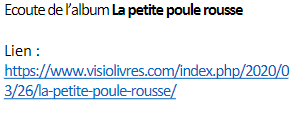 Ecoute de l’album La petite poule rousse
Lien :
https://www.visiolivres.com/index.php/2020/0
3/26/la-petite-poule-rousse/